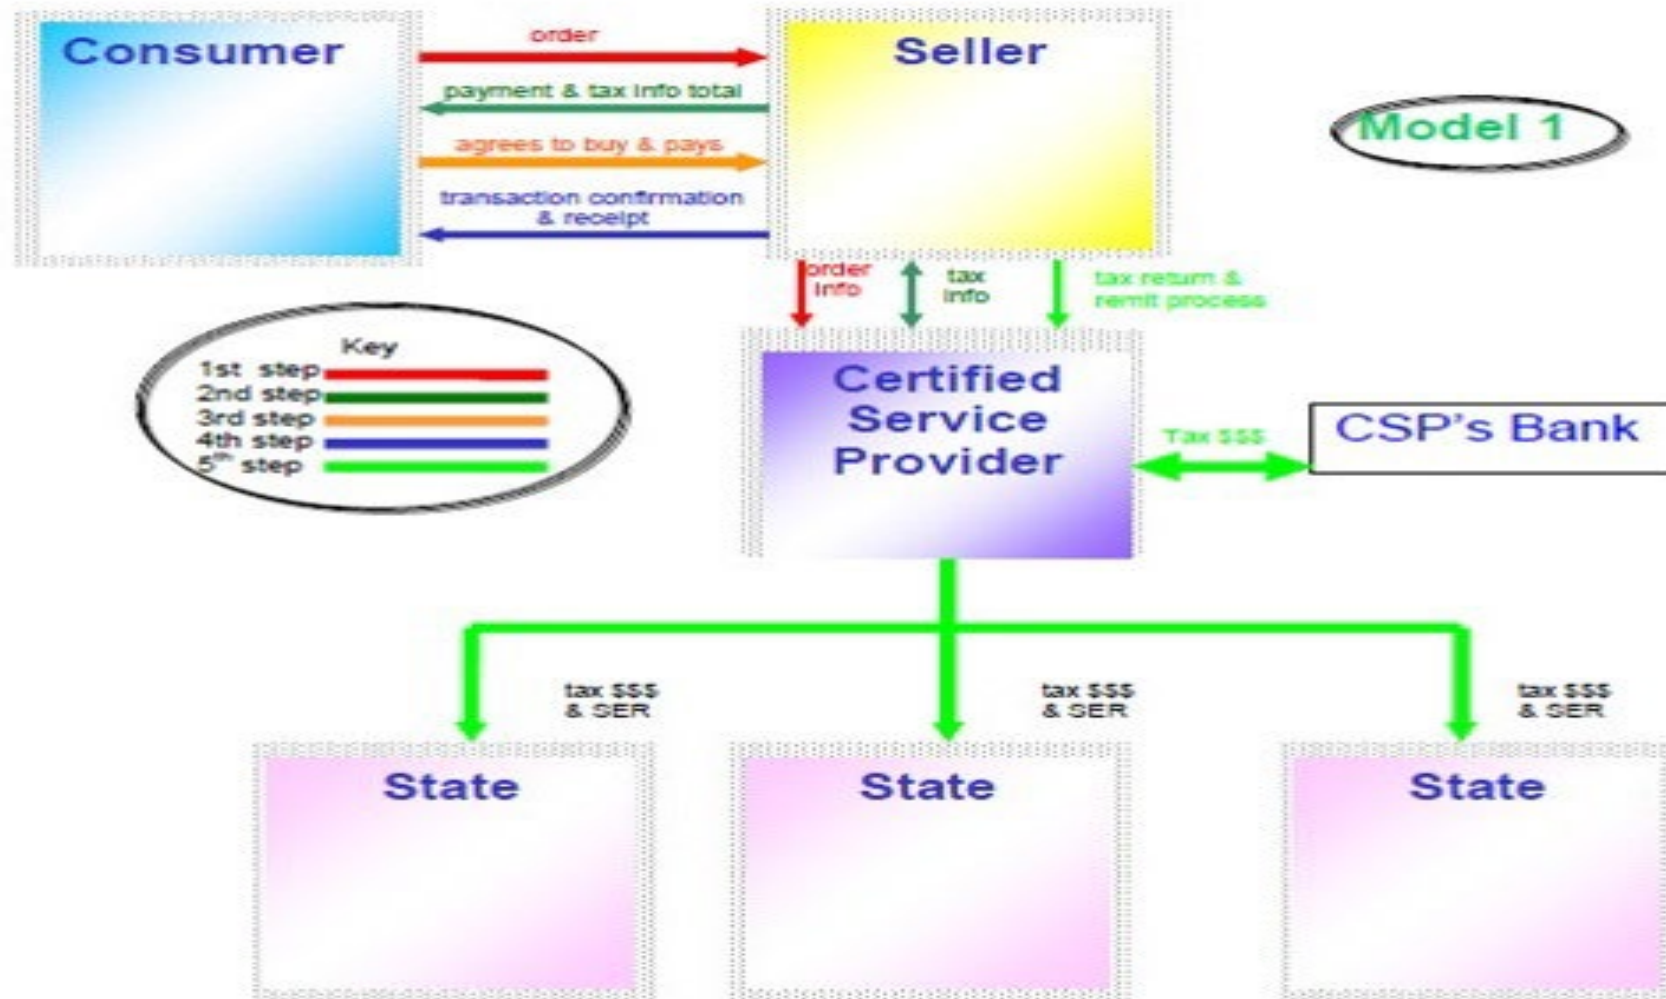 Consumer
order
payment & tax info total
agrees to buy & pays
transaction confirmation
& receipt
Seller
Model 1
order
info
tax
info
tax return &
remit process
Key
1st step
2nd step
3rd step
4th step
5th step
Certified
Service
Provider
Tax $$$
CSP's Bank
tax $$$
& SER
tax $$$
& SER
tax $$$
& SER
State
State
State